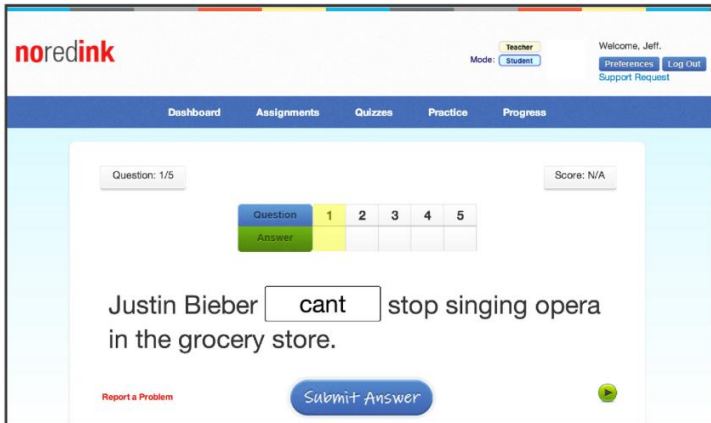 noredink
Teacher
Mode: Student
Welcome, Jeff.
Preferences Log Out
Support Request
Dashboard Assignments Quizzes Practice Progress
Question: 1/5
Score: N/A
Question 1 2 3 4 5
Answer
Justin Bieber cant stop singing opera
in the grocery store.
Report a Problem
Submit Answer